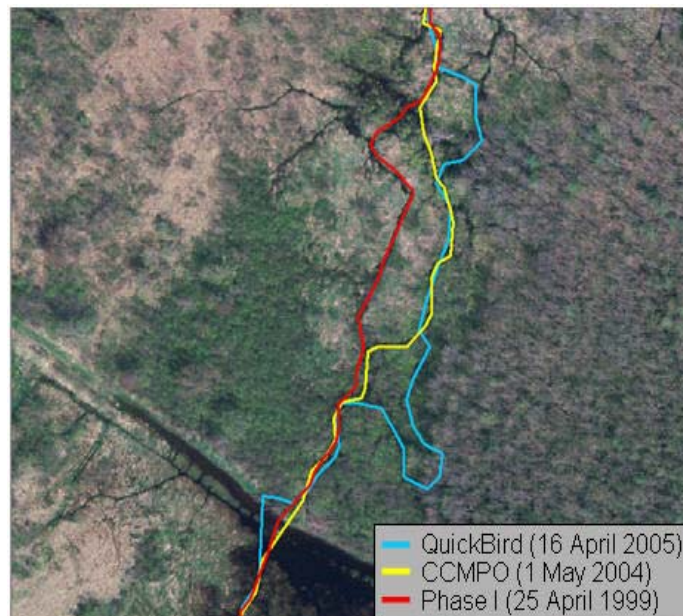 QuickBird (16 April 2005)
CCMPO (1 May 2004)
Phase I (25 April 1999)